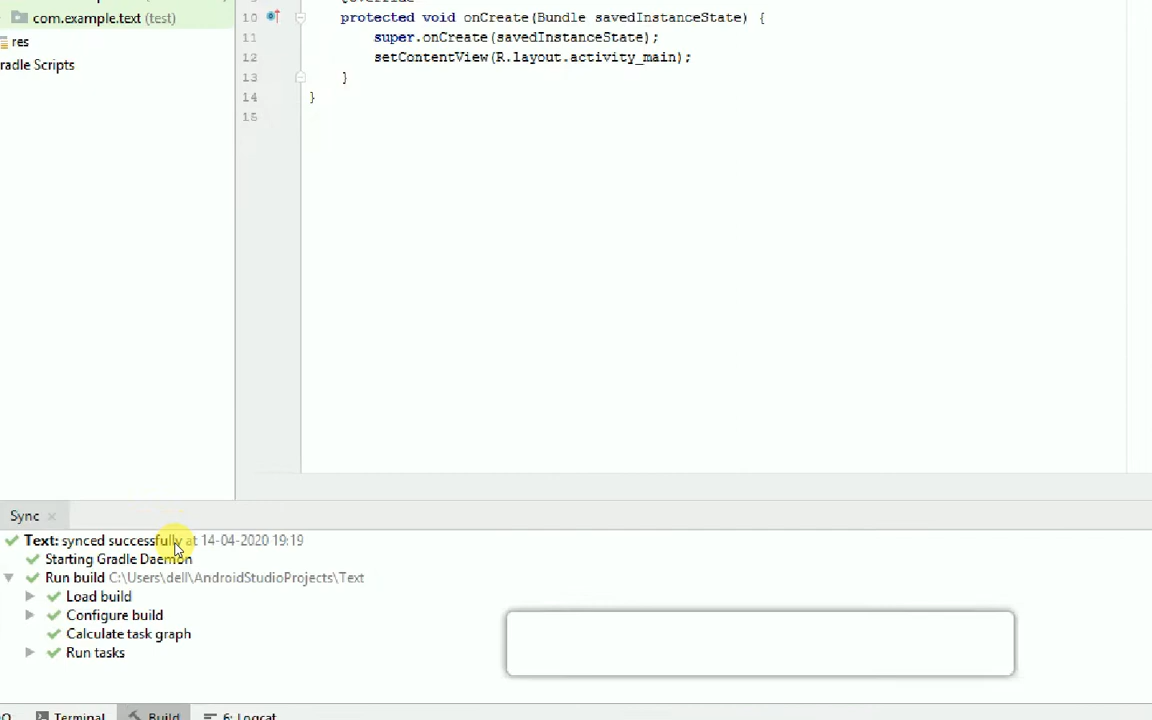 com.example.text (test)
res
radle Scripts
10 protected void onCreate(Bundle savedInstanceState) {
11 super.onCreate(savedInstanceState);
12 setContentView(R.layout.activity_main);
13 }
14 }
15
Sync
Text: synced successfully at 14-04-2020 19:19
Starting Gradle Daemon
Run build C:\Users\dell\AndroidStudioProjects\Text
Load build
Configure build
Calculate task graph
Run tasks
Terminal Build 6: Logcat